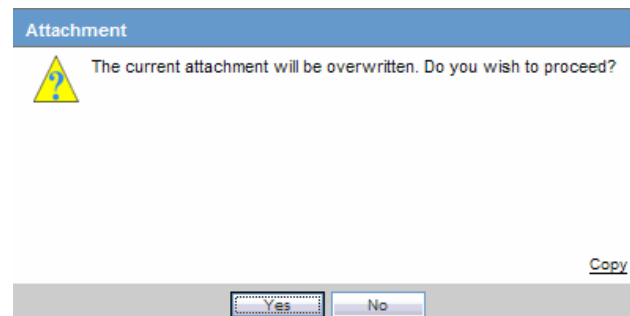 Attachment
The current attachment will be overwritten. Do you wish to proceed?
Copy
Yes No